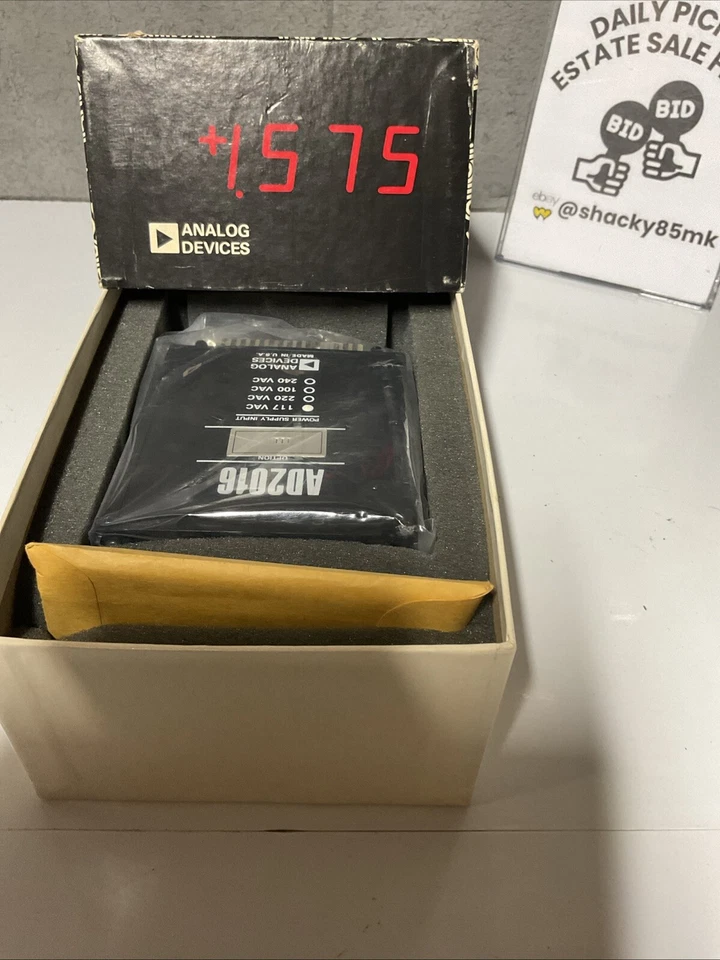 +1.575
ANALOG
DEVICES
DAILY
ESTATE SALE
BID
BID
ebay
@shacky85mk
AD2016
OPTION
POWER SUPPLY INPUT
117 VAC
220 VAC
100 VAC
240 VAC
ANALOG
DEVICES
MADE IN U.S.A.